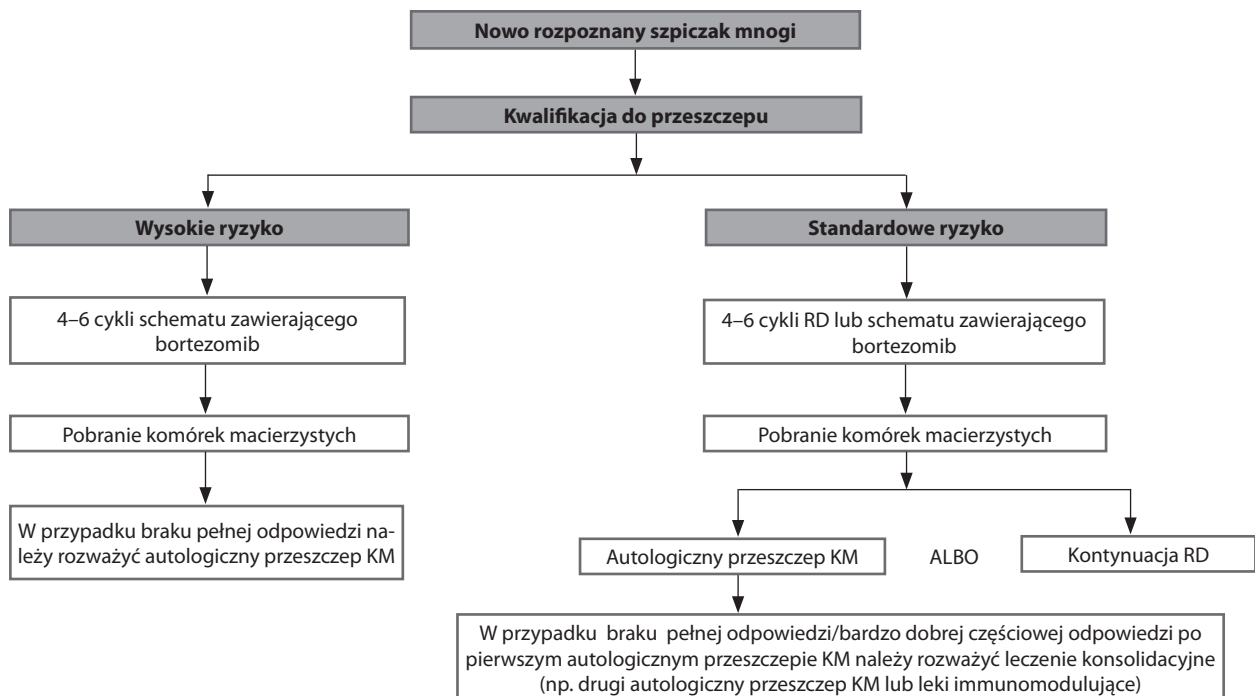 Nowo rozpoznany szpiczak mnogi
Kwalifikacja do przeszczepu
Wysokie ryzyko
Standardowe ryzyko
4–6 cykli schematu zawierającego
bortezomib
4–6 cykli RD lub schematu zawierającego
bortezomib
Pobranie komórek macierzystych
Pobranie komórek macierzystych
W przypadku braku pełnej odpowiedzi na-
leży rozważyć autologiczny przeszczep KM
Autologiczny przeszczep KM
ALBO
Kontynuacja RD
W przypadku braku pełnej odpowiedzi/bardzo dobrej częściowej odpowiedzi po
pierwszym autologicznym przeszczepie KM należy rozważyć leczenie konsolidacyjne
(np. drugi autologiczny przeszczep KM lub leki immunomodulujące)